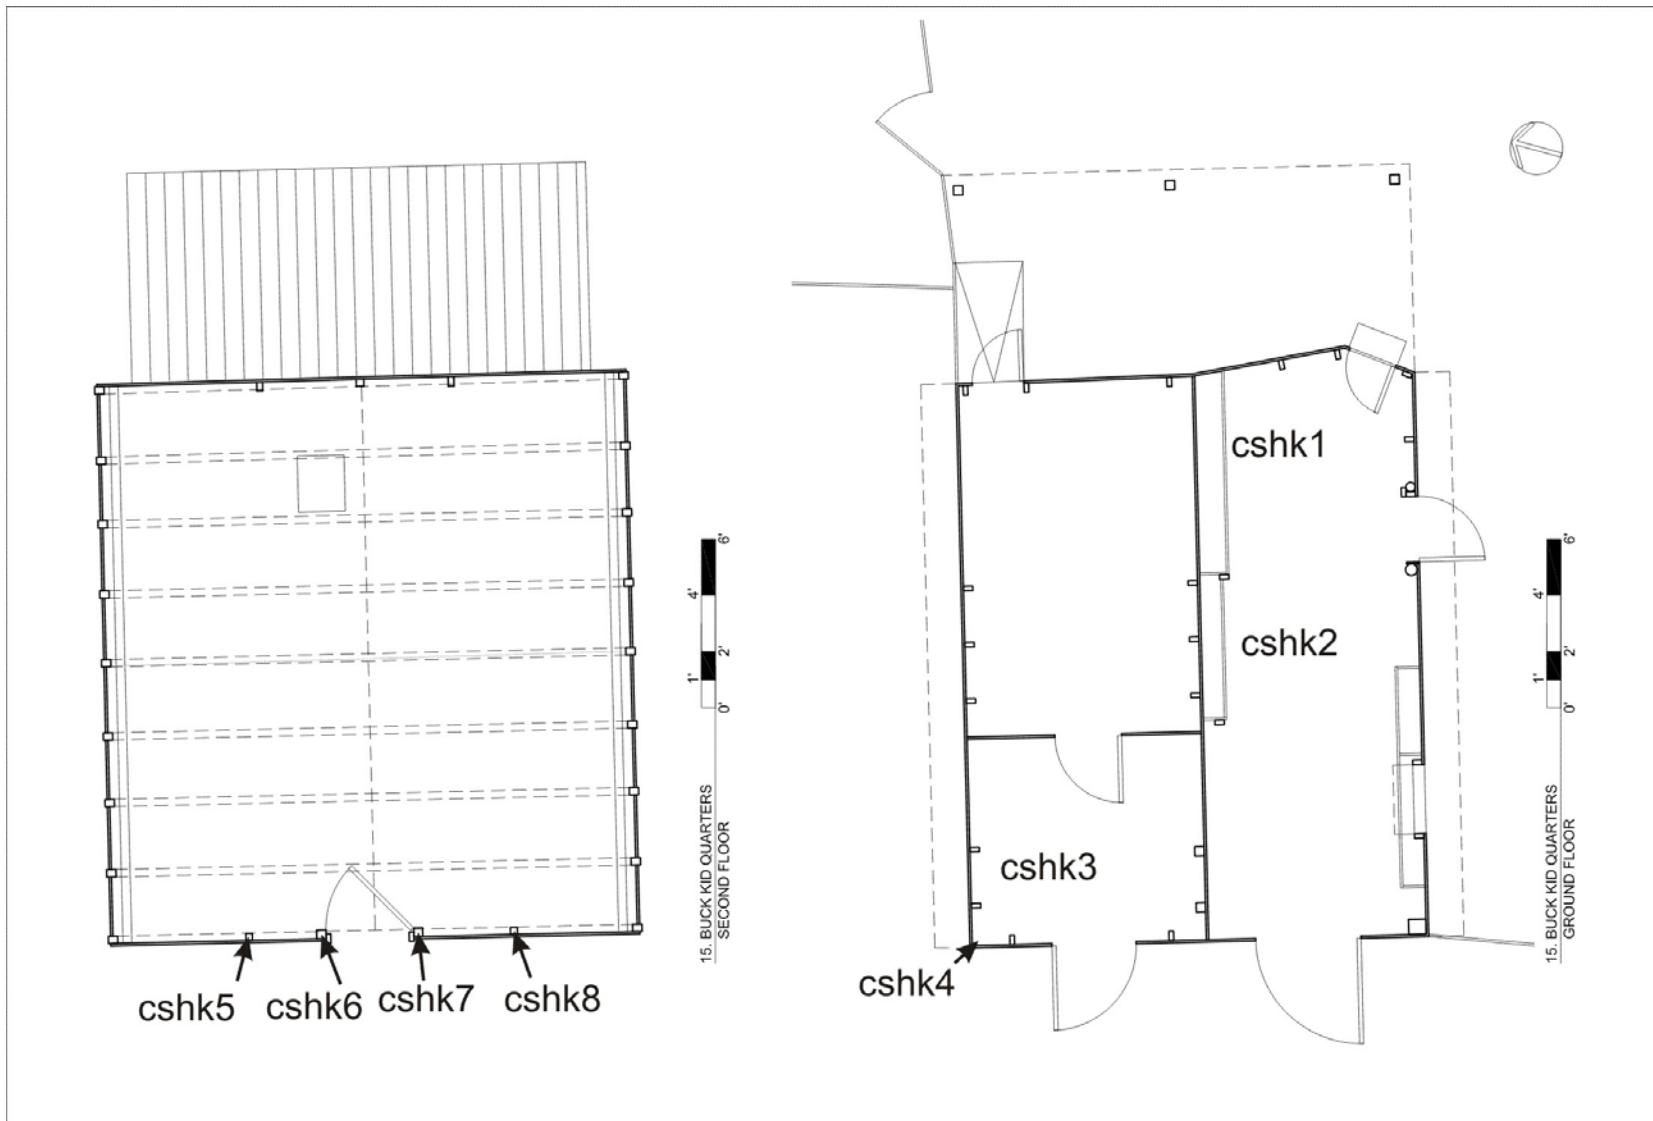 cshk1
cshk2
cshk3
cshk4
cshk5
cshk6
cshk7
cshk8
0' 1' 2' 4' 6'
15. BUCK KID QUARTERS
SECOND FLOOR
0' 1' 2' 4' 6'
15. BUCK KID QUARTERS
GROUND FLOOR